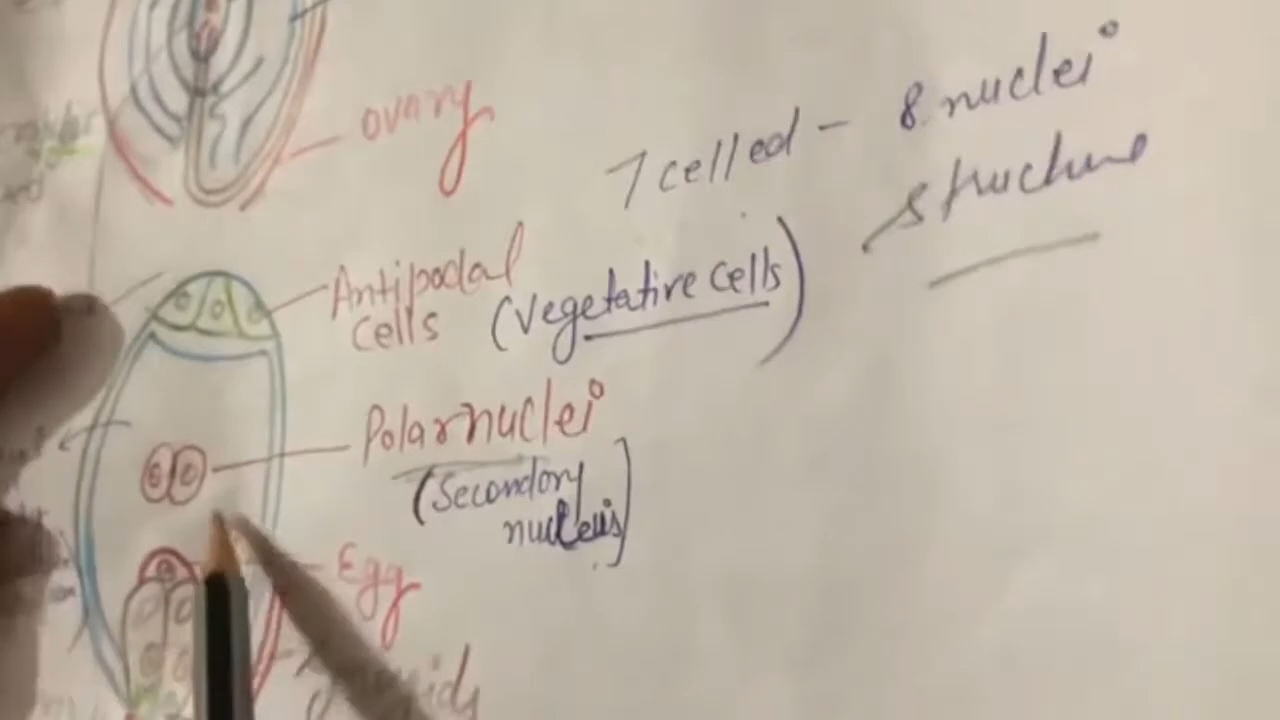 ovary
7 celled - 8 nuclei
structure
Antipodal
cells (Vegetative cells)
Polar nuclei
(Secondary
nucleus)
Egg